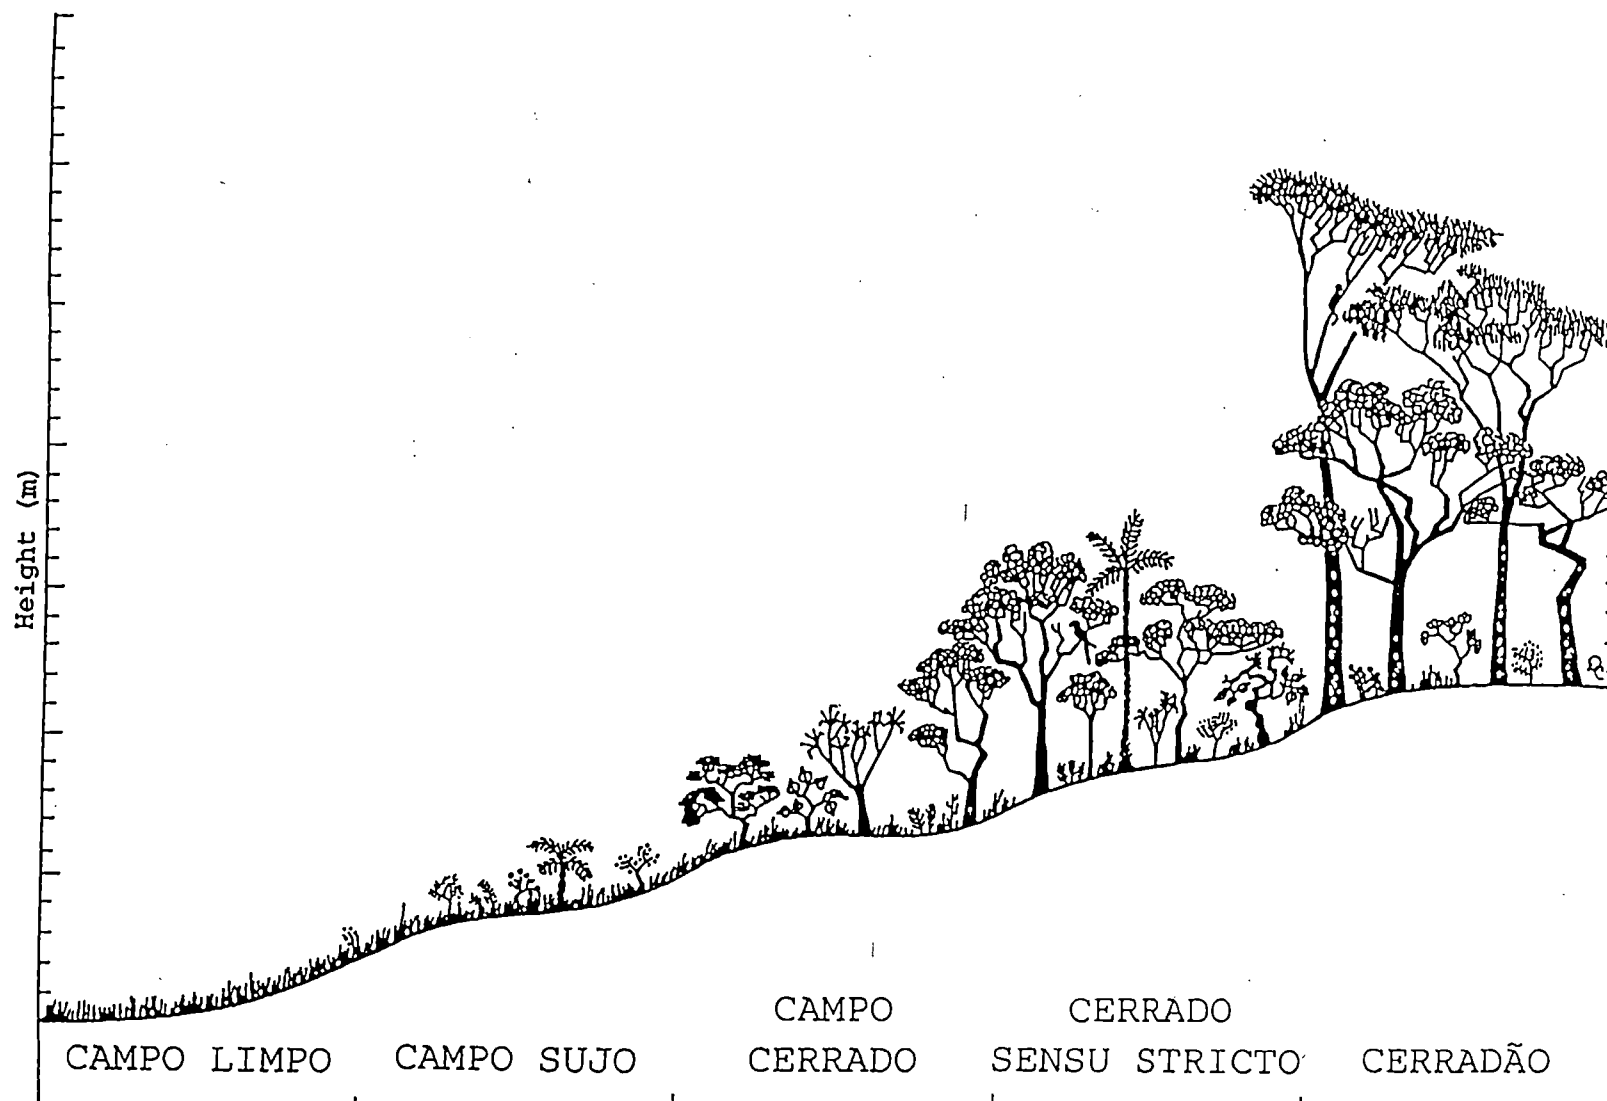 Height (m)
CAMPO
CERRADO
CAMPO LIMPO
CAMPO SUJO
CERRADO
SENSU STRICTO
CERRADÃO